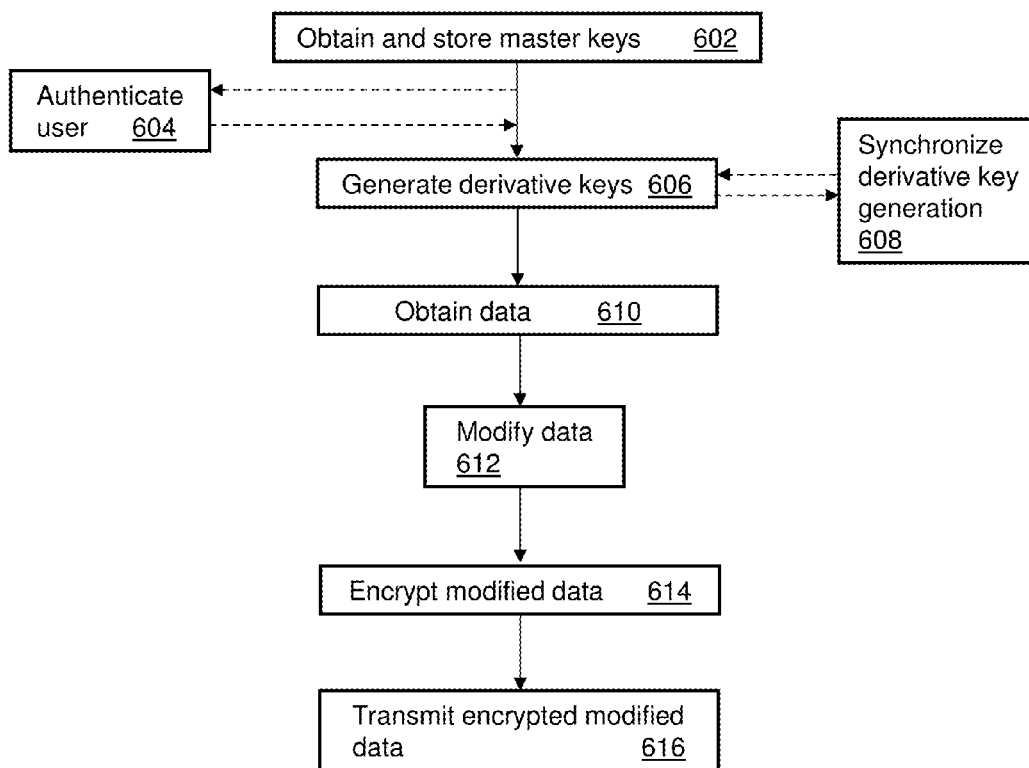 Obtain and store master keys 602
Authenticate
user 604
Synchronize
derivative key
generation
608
Generate derivative keys 606
Obtain data 610
Modify data
612
Encrypt modified data 614
Transmit encrypted modified
data 616